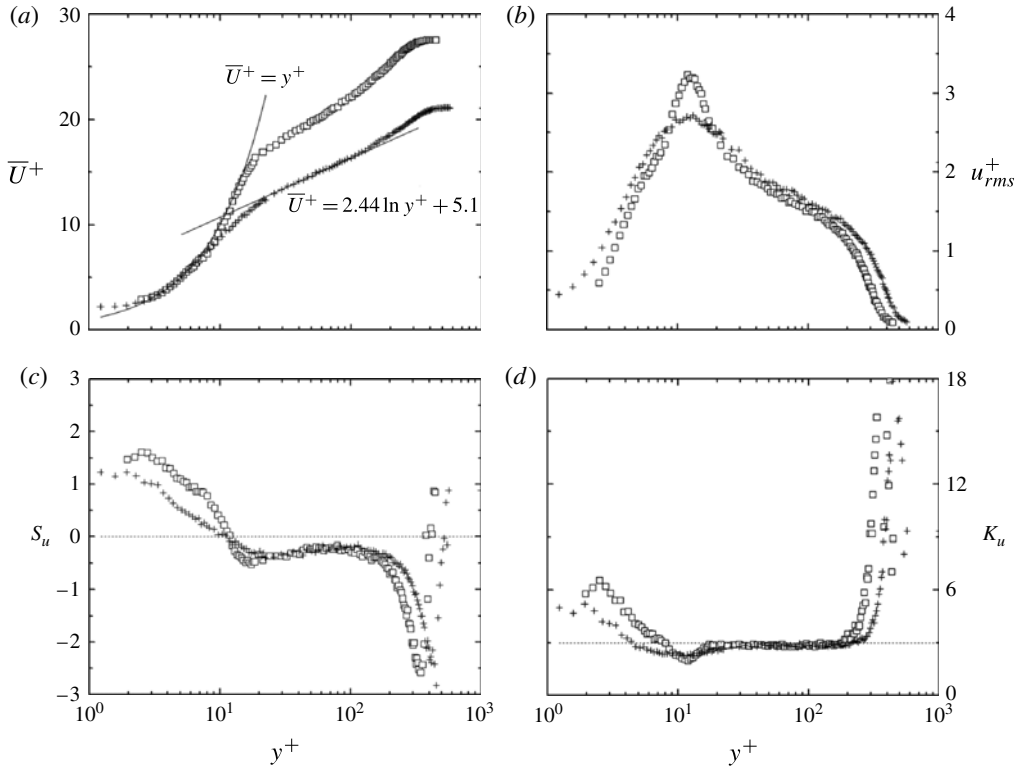 (a)
30
20
10
0
U̅⁺
U̅⁺ = y⁺
U̅⁺ = 2.44 ln y⁺ + 5.1
(b)
4
3
2
1
0
u⁺rms
(c)
3
2
1
0
−1
−2
−3
Sᵤ
10⁰ 10¹ 10² 10³
y⁺
(d)
18
12
6
0
Kᵤ
10⁰ 10¹ 10² 10³
y⁺